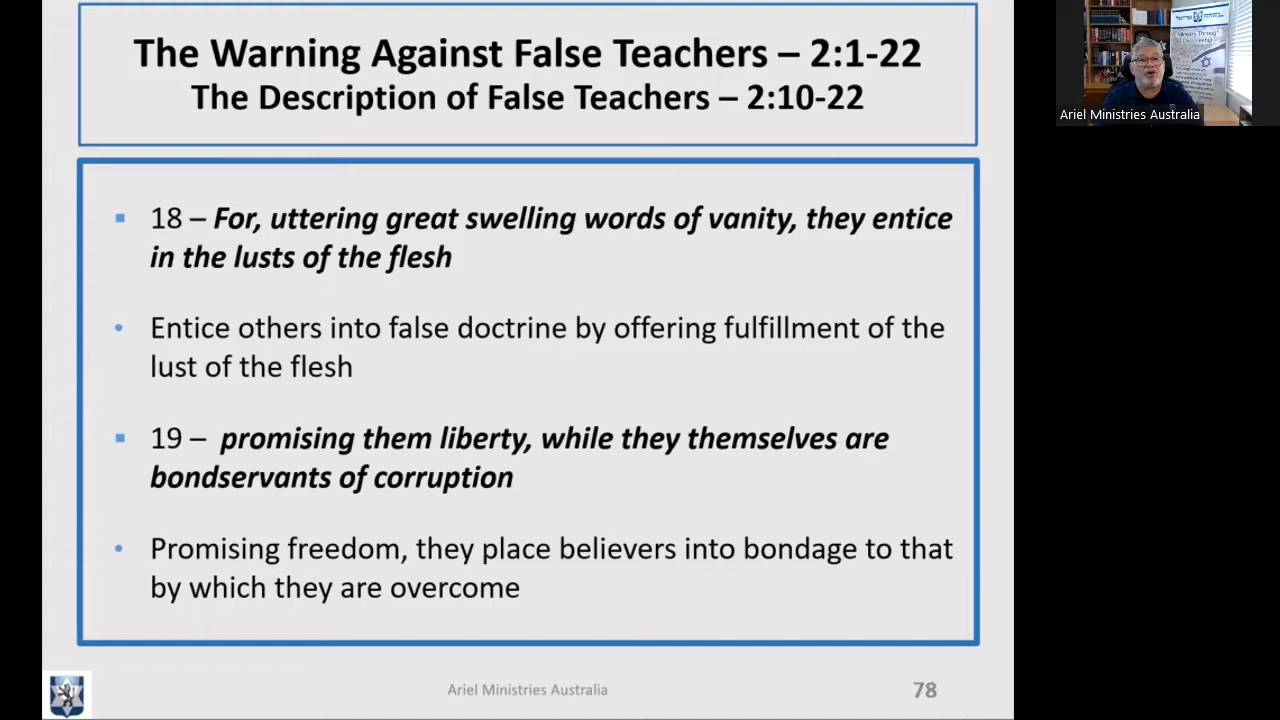 The Warning Against False Teachers – 2:1-22
The Description of False Teachers – 2:10-22
18 – For, uttering great swelling words of vanity, they entice
in the lusts of the flesh
Entice others into false doctrine by offering fulfillment of the
lust of the flesh
19 – promising them liberty, while they themselves are
bondservants of corruption
Promising freedom, they place believers into bondage to that
by which they are overcome
Ariel Ministries Australia
78
Ministry Through
Discipleship
Ariel Ministries Australia